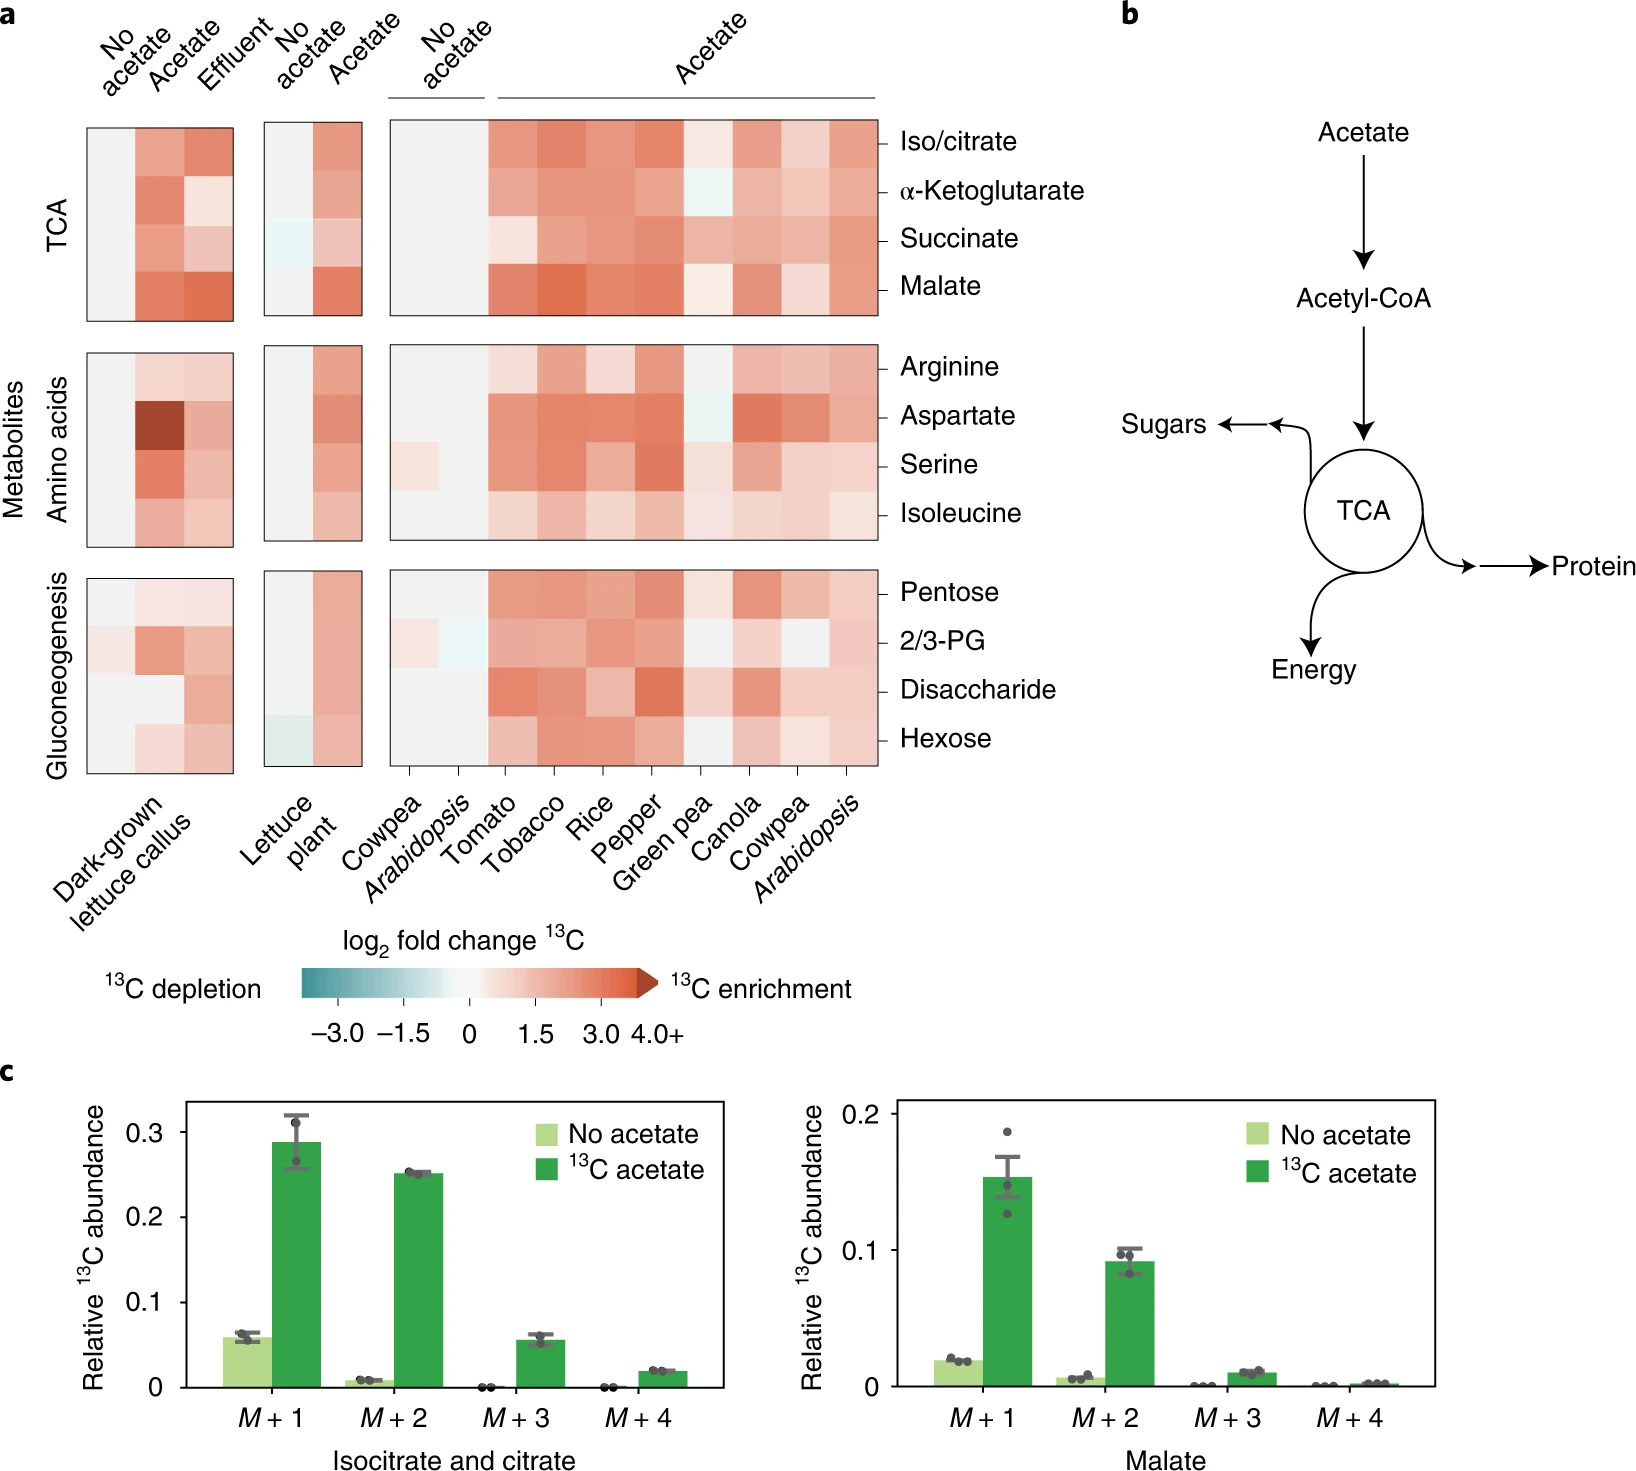 a
No
acetate
Acetate
Effluent
No
acetate
Acetate
No
acetate
Acetate
Metabolites
TCA
Iso/citrate
α-Ketoglutarate
Succinate
Malate
Amino acids
Arginine
Aspartate
Serine
Isoleucine
Gluconeogenesis
Pentose
2/3-PG
Disaccharide
Hexose
Dark-grown
lettuce callus
Lettuce
plant
Cowpea
Arabidopsis
Tomato
Tobacco
Rice
Pepper
Green pea
Canola
Cowpea
Arabidopsis
log2 fold change 13C
13C depletion
13C enrichment
–3.0 –1.5 0 1.5 3.0 4.0+
b
Acetate
Acetyl-CoA
Sugars
TCA
Protein
Energy
c
Relative 13C abundance
0.3
0.2
0.1
0
No acetate
13C acetate
M + 1 M + 2 M + 3 M + 4
Isocitrate and citrate
Relative 13C abundance
0.2
0.1
0
No acetate
13C acetate
M + 1 M + 2 M + 3 M + 4
Malate